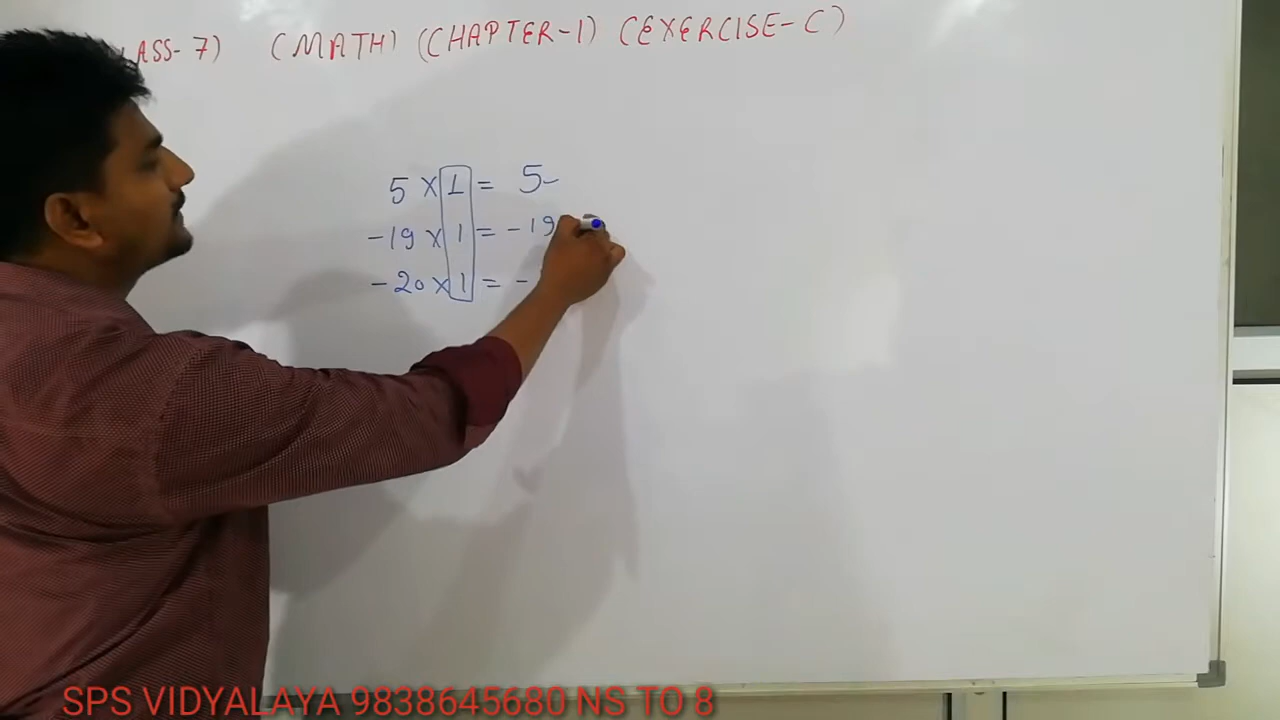 ASS-7) (MATH) (CHAPTER-1) (EXERCISE-C)
5 × 1 = 5
-19 × 1 = -19
-20 × 1 = -
SPS VIDYALAYA 9838645680 NS TO 8